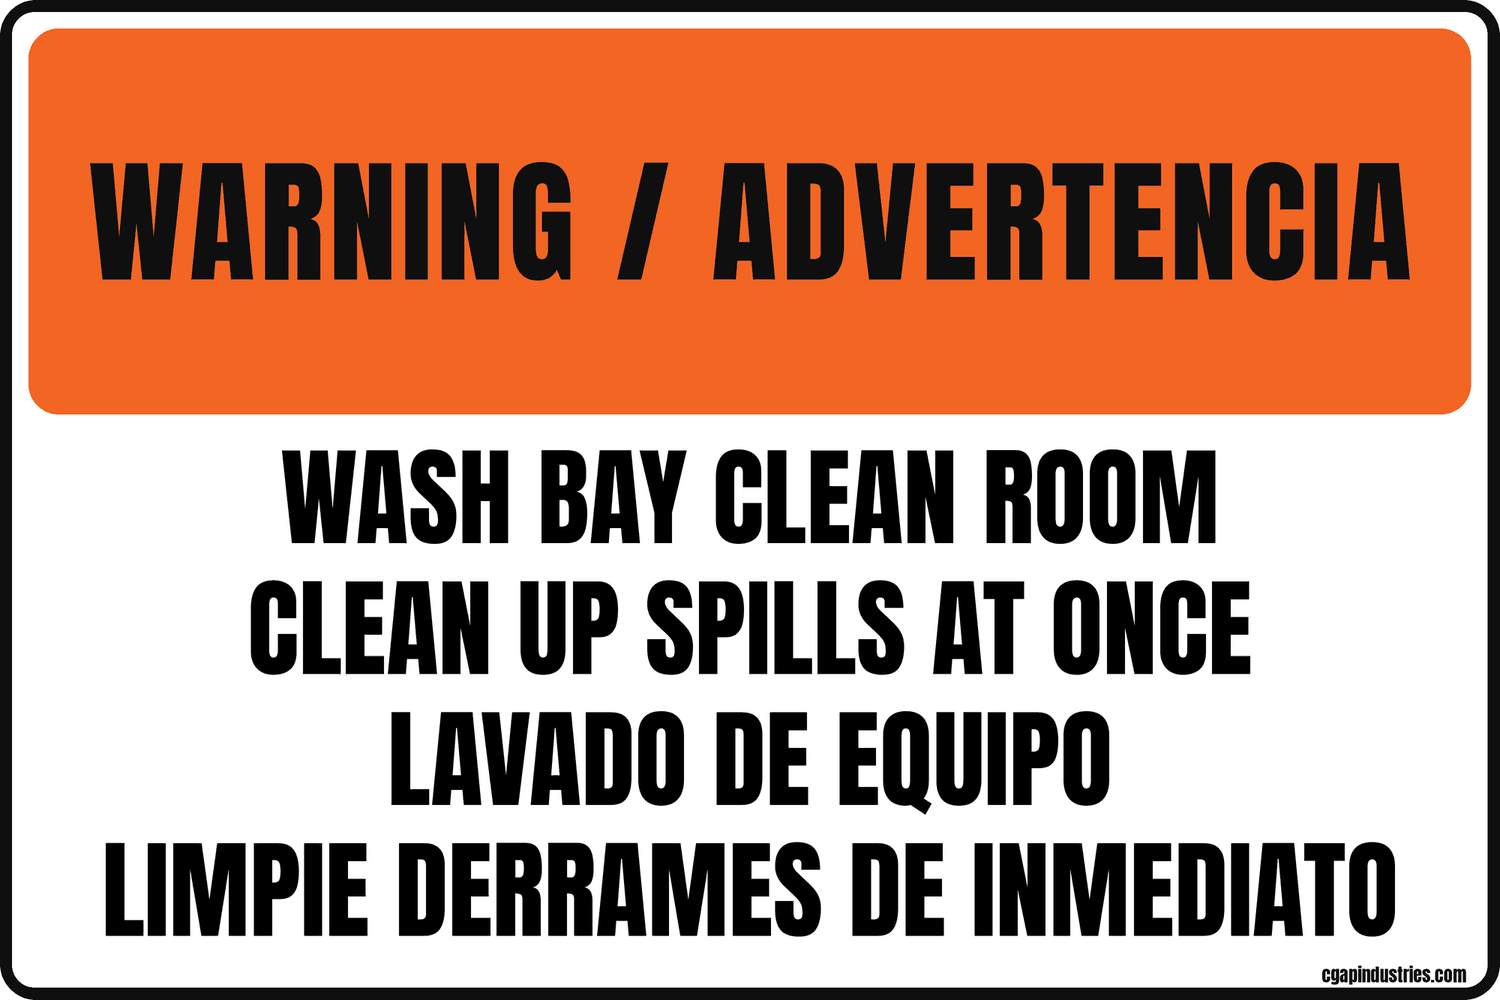 WARNING / ADVERTENCIA
WASH BAY CLEAN ROOM
CLEAN UP SPILLS AT ONCE
LAVADO DE EQUIPO
LIMPIE DERRAMES DE INMEDIATO
cgapindustries.com